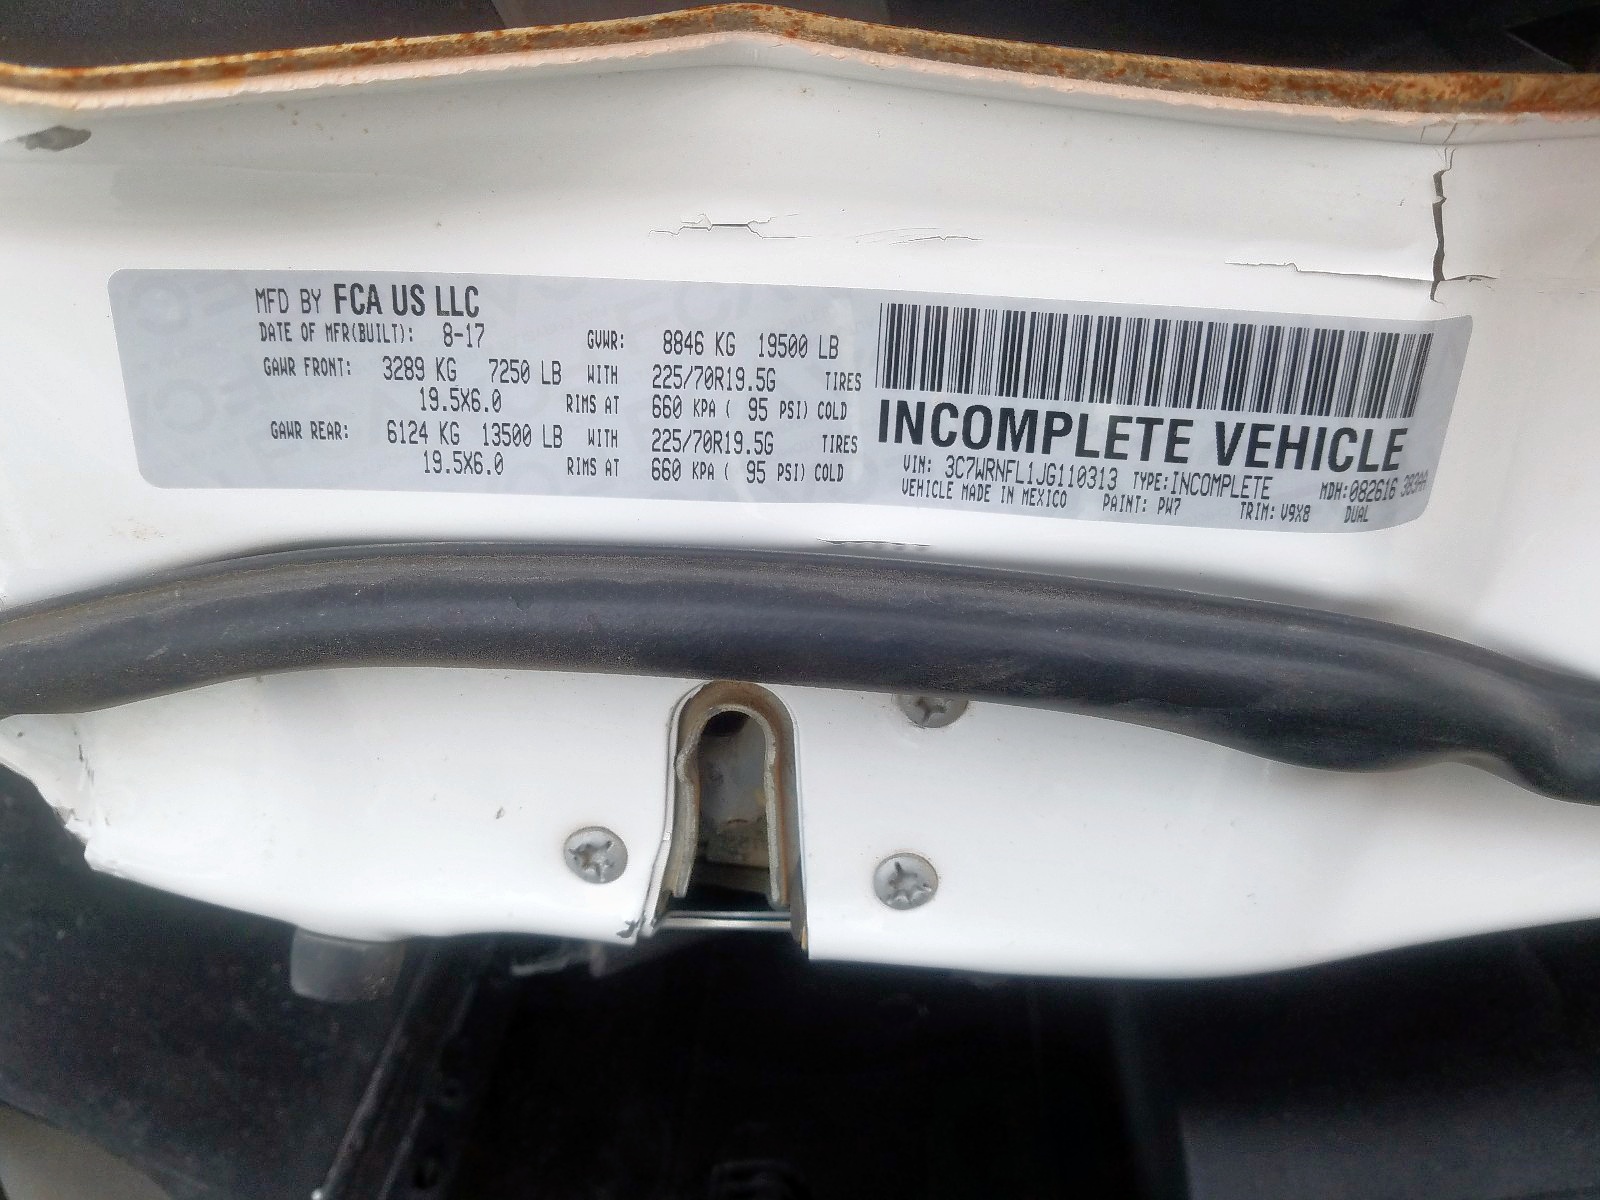 MFD BY FCA US LLC
DATE OF MFR(BUILT): 8-17 GVWR: 8846 KG 19500 LB
GAWR FRONT: 3289 KG 7250 LB WITH 225/70R19.5G TIRES
19.5X6.0 RIMS AT 660 KPA ( 95 PSI) COLD
GAWR REAR: 6124 KG 13500 LB WITH 225/70R19.5G TIRES
19.5X6.0 RIMS AT 660 KPA ( 95 PSI) COLD
INCOMPLETE VEHICLE
VIN: 3C7WRNFL1JG110313 TYPE: INCOMPLETE MDH: 082616 383AA
VEHICLE MADE IN MEXICO PAINT: PW7 TRIM: V9X8 DUAL